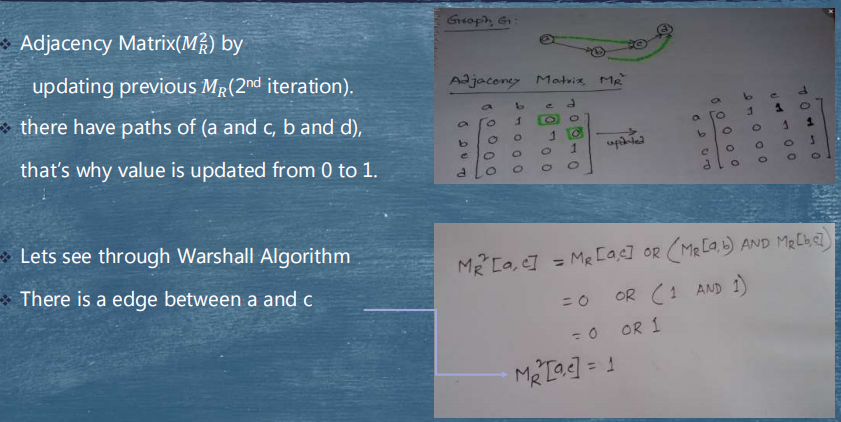 Adjacency Matrix(M_R^2) by
updating previous M_R(2nd iteration).
there have paths of (a and c, b and d),
that's why value is updated from 0 to 1.
Lets see through Warshall Algorithm
There is a edge between a and c
Graph, G:
a b c d
Adjacency Matrix, M_R^2
a b c d
a 0 1 0 0
b 0 0 1 0
c 0 0 0 1
d 0 0 0 0
updated
a b c d
a 0 1 1 0
b 0 0 1 1
c 0 0 0 1
d 0 0 0 0
M_R^2[a,c] = M_R[a,c] OR (M_R[a,b) AND M_R[b,c])
= 0 OR (1 AND 1)
= 0 OR 1
M_R^2[a,c] = 1